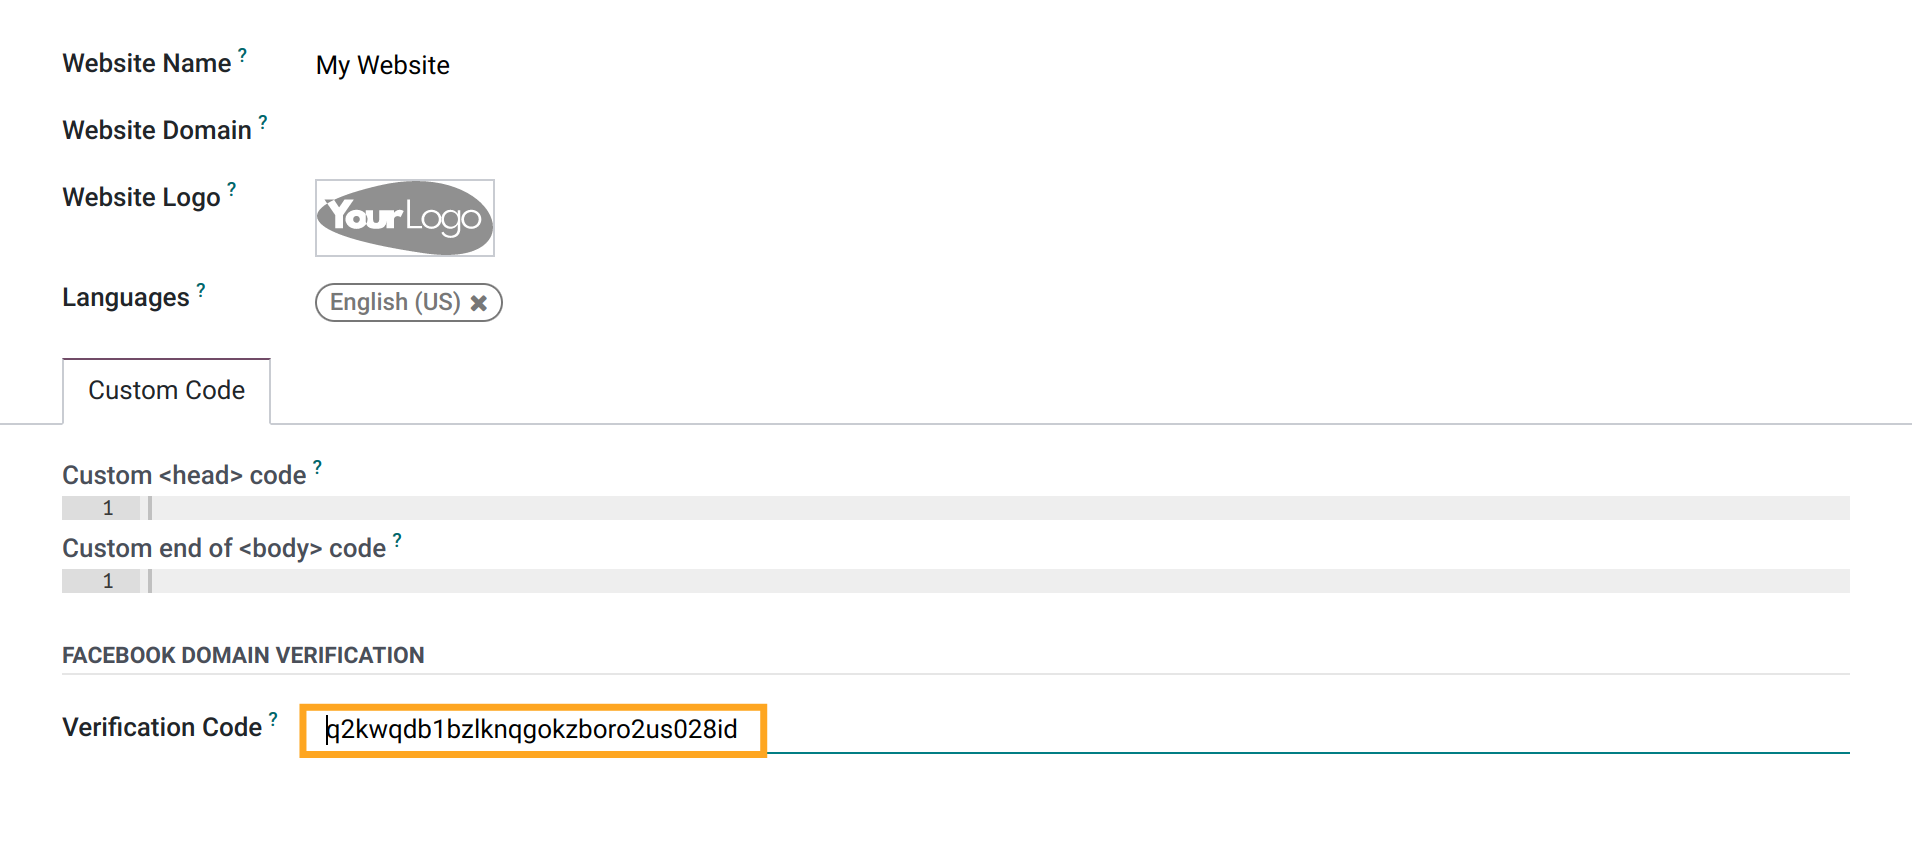 Website Name ? My Website
Website Domain ?
Website Logo ? YourLogo
Languages ? English (US) ✖
Custom Code
Custom <head> code ?
1
Custom end of <body> code ?
1
FACEBOOK DOMAIN VERIFICATION
Verification Code ? q2kwqdb1bzlknqgokzboro2us028id